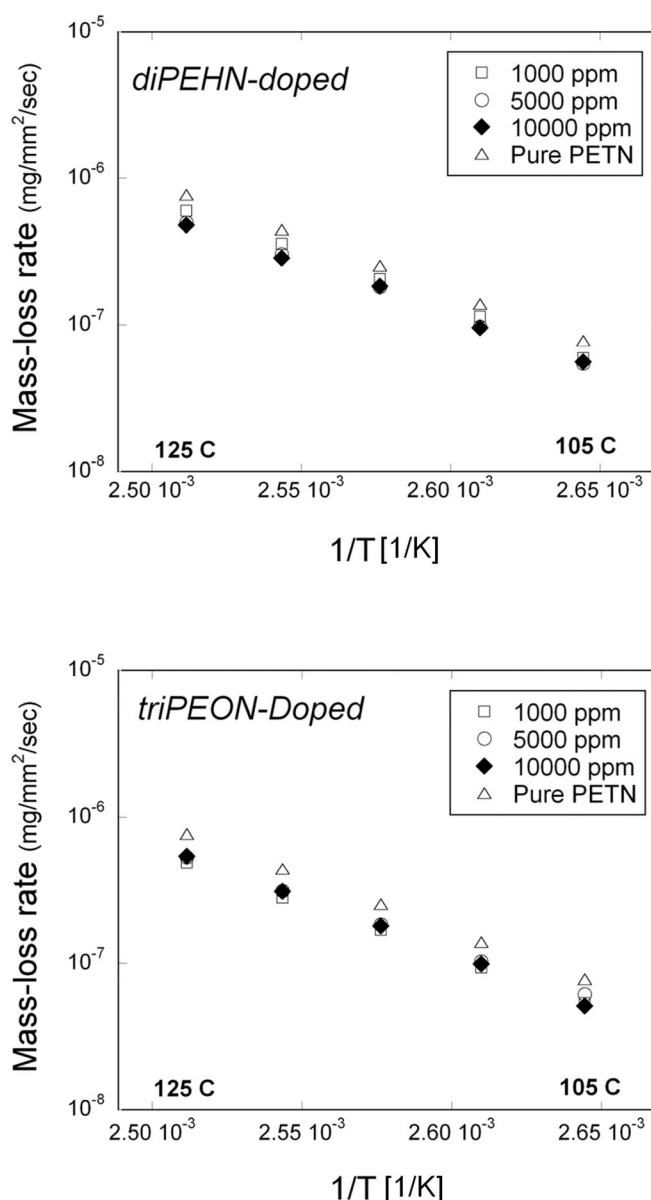 10⁻⁵
diPEHN-doped
1000 ppm
5000 ppm
10000 ppm
Pure PETN
10⁻⁶
Mass-loss rate (mg/mm²/sec)
10⁻⁷
125 C
105 C
10⁻⁸
2.50 10⁻³ 2.55 10⁻³ 2.60 10⁻³ 2.65 10⁻³
1/T [1/K]
10⁻⁵
triPEON-Doped
1000 ppm
5000 ppm
10000 ppm
Pure PETN
10⁻⁶
Mass-loss rate (mg/mm²/sec)
10⁻⁷
125 C
105 C
10⁻⁸
2.50 10⁻³ 2.55 10⁻³ 2.60 10⁻³ 2.65 10⁻³
1/T [1/K]